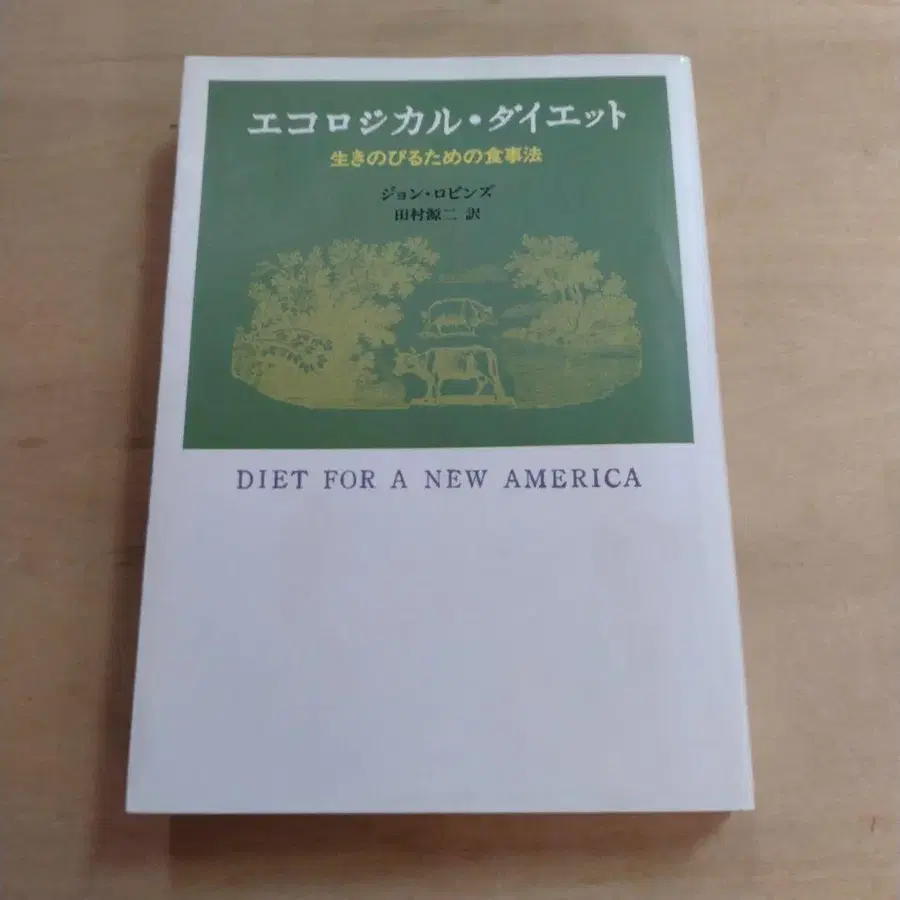 エコロジカル・ダイエット
生きのびるための食事法
ジョン・ロビンズ
田村源二 訳
DIET FOR A NEW AMERICA